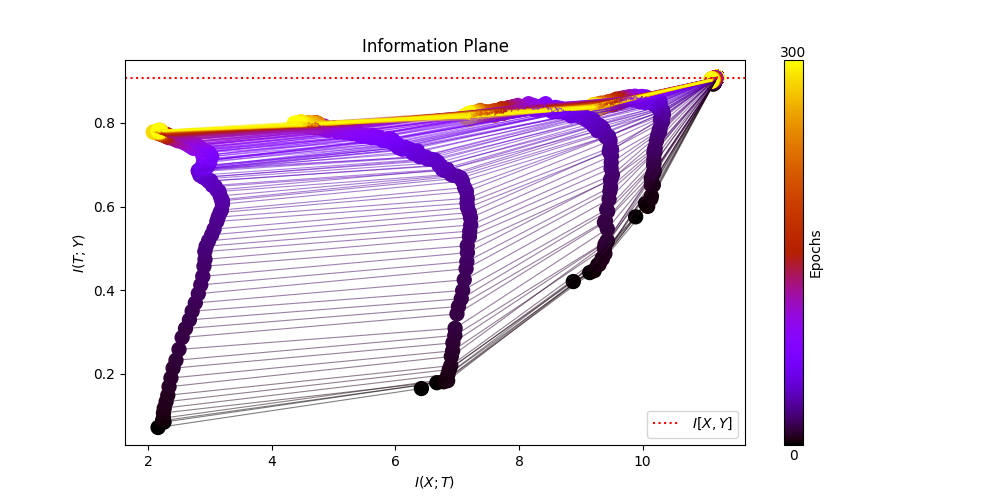 Information Plane
300
0.8
0.6
0.4
0.2
I(T; Y)
Epochs
I[X, Y]
2
4
6
8
10
0
I(X; T)